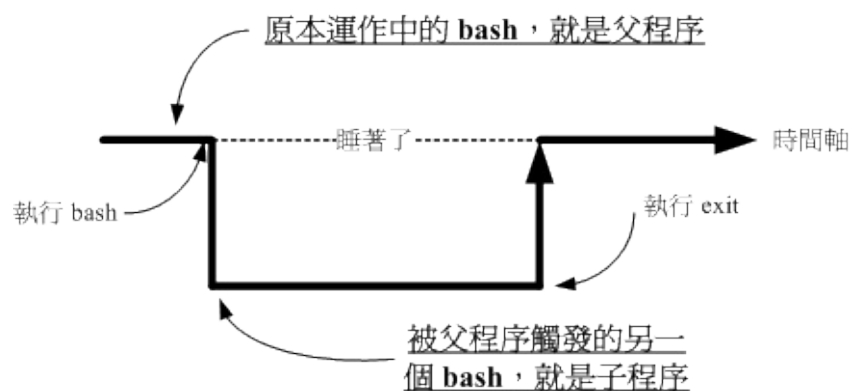 原本運作中的 bash，就是父程序
睡著了
時間軸
執行 bash
執行 exit
被父程序觸發的另一
個 bash，就是子程序